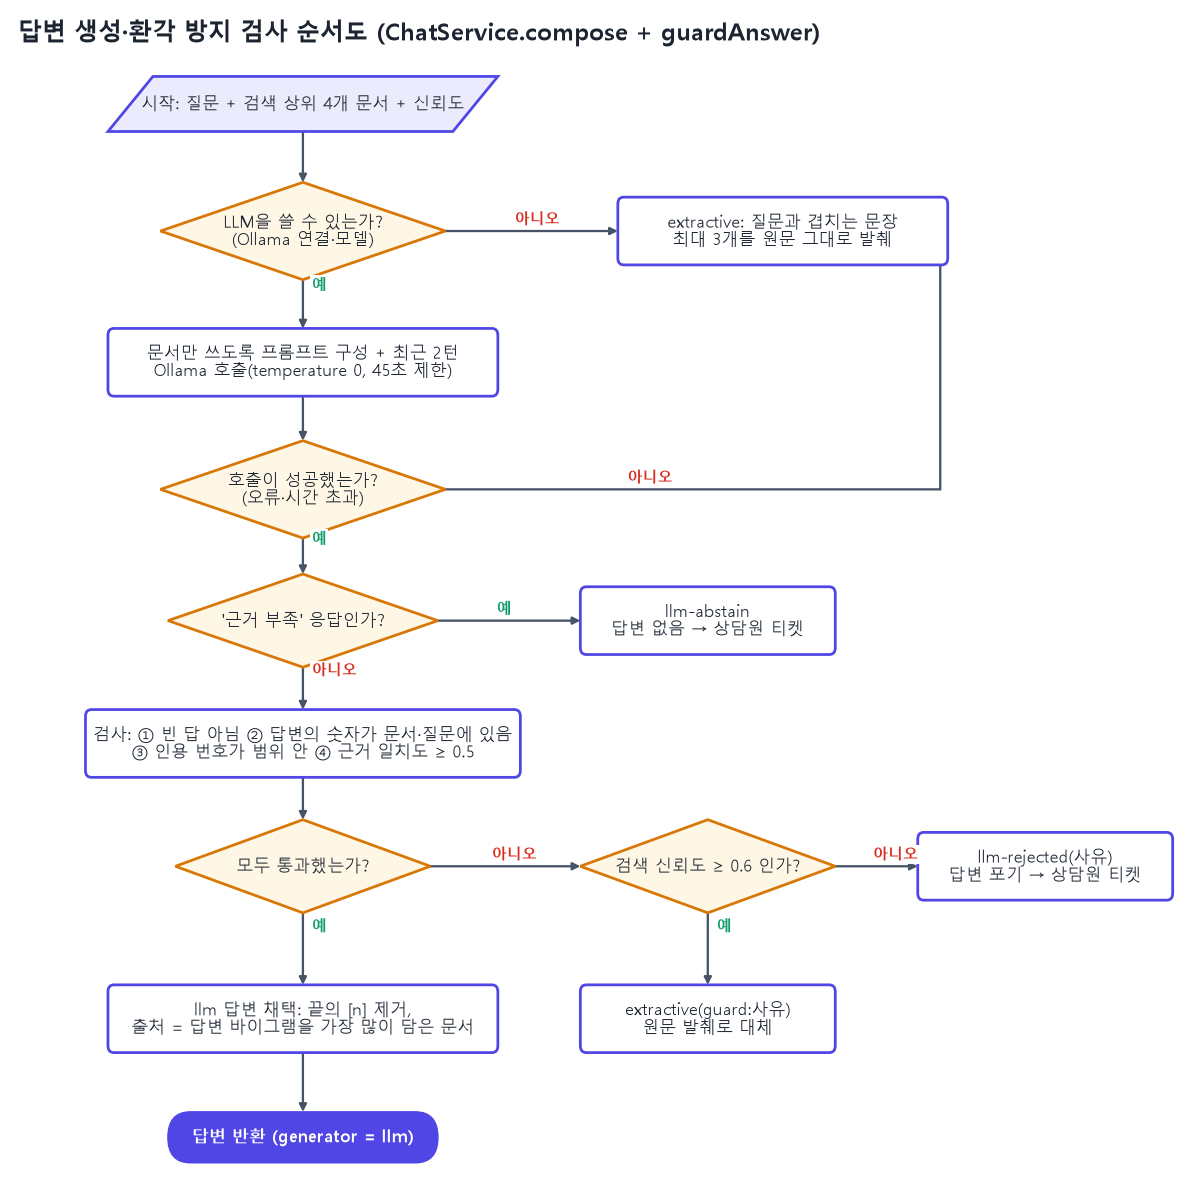 답변 생성·환각 방지 검사 순서도 (ChatService.compose + guardAnswer)
시작: 질문 + 검색 상위 4개 문서 + 신뢰도
LLM을 쓸 수 있는가?
(Ollama 연결·모델)
아니오
extractive: 질문과 겹치는 문장
최대 3개를 원문 그대로 발췌
예
문서만 쓰도록 프롬프트 구성 + 최근 2턴
Ollama 호출(temperature 0, 45초 제한)
호출이 성공했는가?
(오류·시간 초과)
아니오
예
'근거 부족' 응답인가?
예
llm-abstain
답변 없음 → 상담원 티켓
아니오
검사: ① 빈 답 아님 ② 답변의 숫자가 문서·질문에 있음
③ 인용 번호가 범위 안 ④ 근거 일치도 ≥ 0.5
모두 통과했는가?
아니오
검색 신뢰도 ≥ 0.6 인가?
아니오
llm-rejected(사유)
답변 포기 → 상담원 티켓
예
예
llm 답변 채택: 끝의 [n] 제거,
출처 = 답변 바이그램을 가장 많이 담은 문서
extractive(guard:사유)
원문 발췌로 대체
답변 반환 (generator = llm)